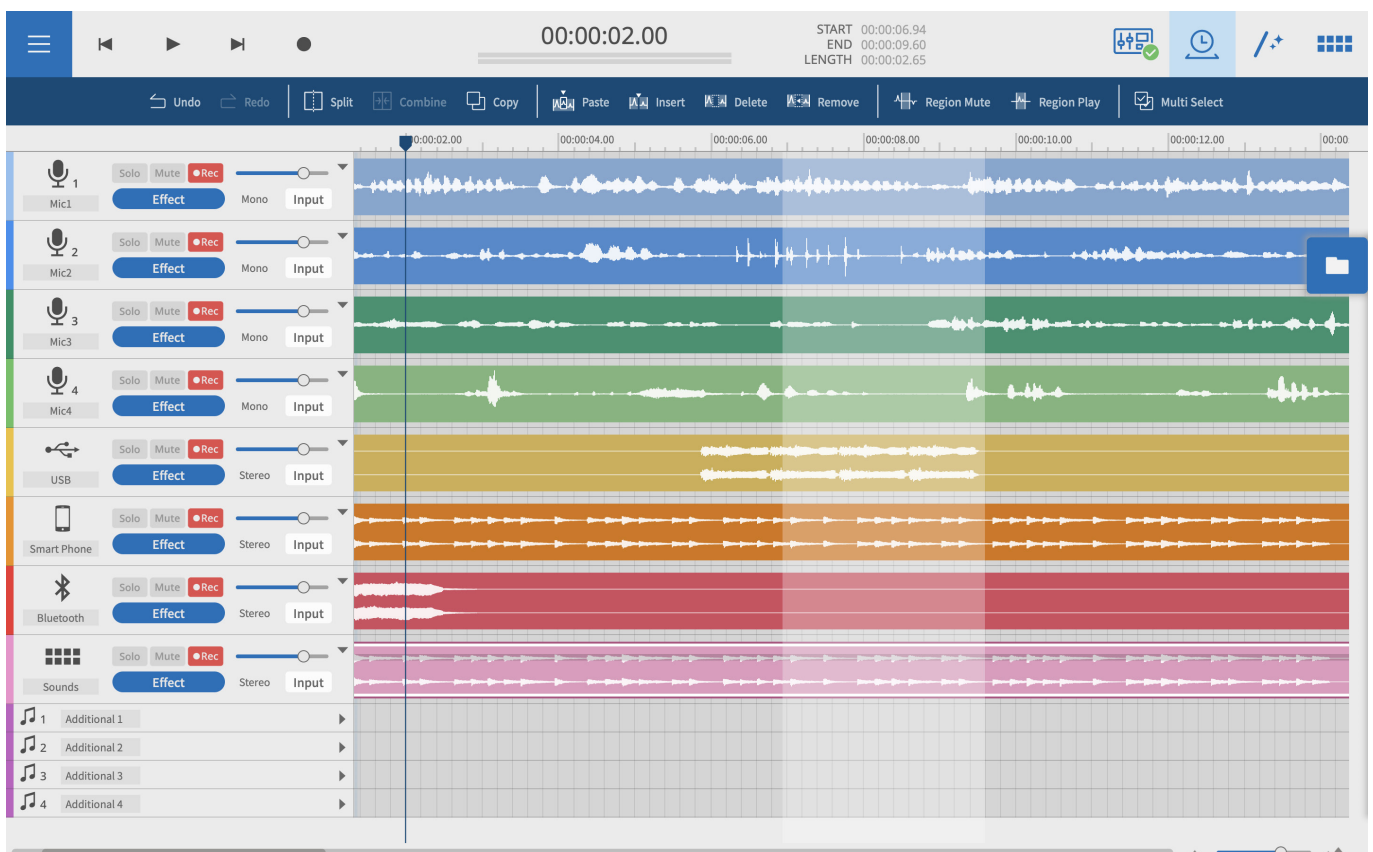 00:00:02.00
START 00:00:06.94
END 00:00:09.60
LENGTH 00:00:02.65
Undo Redo Split Combine Copy Paste Insert Delete Remove Region Mute Region Play Multi Select
00:00:02.00 00:00:04.00 00:00:06.00 00:00:08.00 00:00:10.00 00:00:12.00 00:00
1 Solo Mute Rec
Mic1 Effect Mono Input
2 Solo Mute Rec
Mic2 Effect Mono Input
3 Solo Mute Rec
Mic3 Effect Mono Input
4 Solo Mute Rec
Mic4 Effect Mono Input
Solo Mute Rec
USB Effect Stereo Input
Solo Mute Rec
Smart Phone Effect Stereo Input
Solo Mute Rec
Bluetooth Effect Stereo Input
Solo Mute Rec
Sounds Effect Stereo Input
1 Additional 1
2 Additional 2
3 Additional 3
4 Additional 4